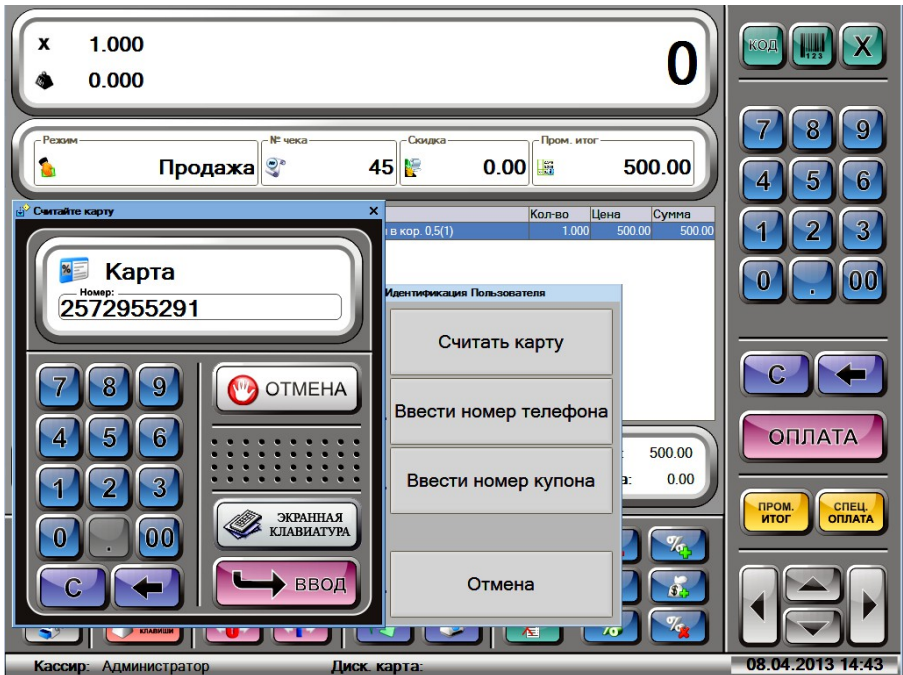 x 1.000
0.000
0
КОД
123
X
Режим
Продажа
№ чека
45
Скидка
0.00
Пром. итог
500.00
7 8 9
4 5 6
1 2 3
0 . 00
Считайте карту x
Кол-во Цена Сумма
в кор. 0,5(1) 1.000 500.00 500.00
Карта
Номер:
2572955291
7 8 9
4 5 6
1 2 3
0 . 00
C
ОТМЕНА
ЭКРАННАЯ
КЛАВИАТУРА
ВВОД
Идентификация Пользователя
Считать карту
Ввести номер телефона
Ввести номер купона
Отмена
500.00
0.00
C
ОПЛАТА
ПРОМ.
ИТОГ
СПЕЦ.
ОПЛАТА
КЛАВИШИ
Кассир: Администратор
Диск. карта:
08.04.2013 14:43